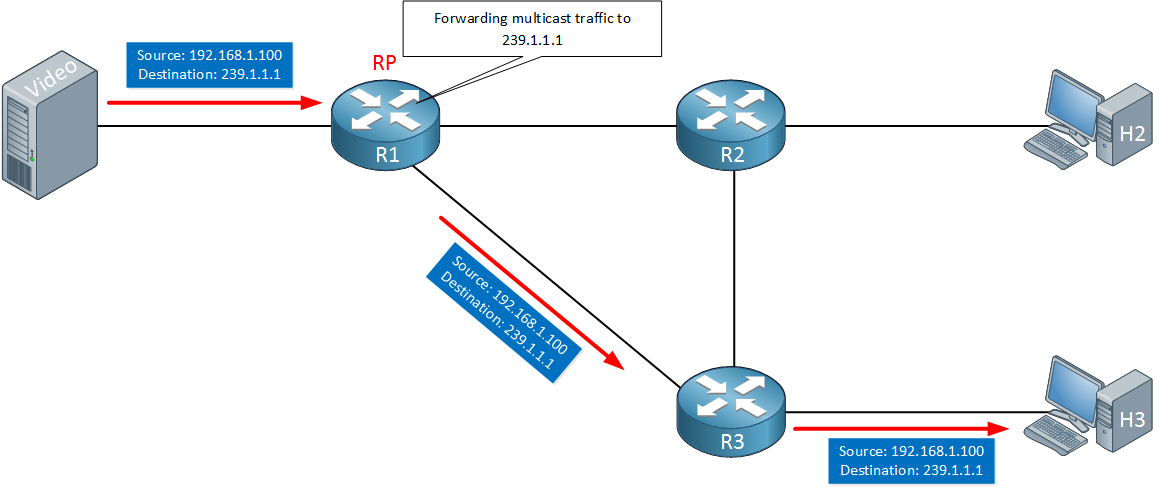 Forwarding multicast traffic to
239.1.1.1
Source: 192.168.1.100
Destination: 239.1.1.1
Video
RP
R1
R2
H2
Source: 192.168.1.100
Destination: 239.1.1.1
R3
H3
Source: 192.168.1.100
Destination: 239.1.1.1